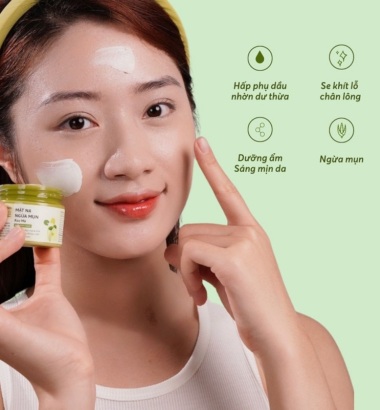 Hấp phụ dầu
nhờn dư thừa
Se khít lỗ
chân lông
Dưỡng ẩm
Sáng mịn da
Ngừa mụn
MẶT NẠ
NGỪA MỤN